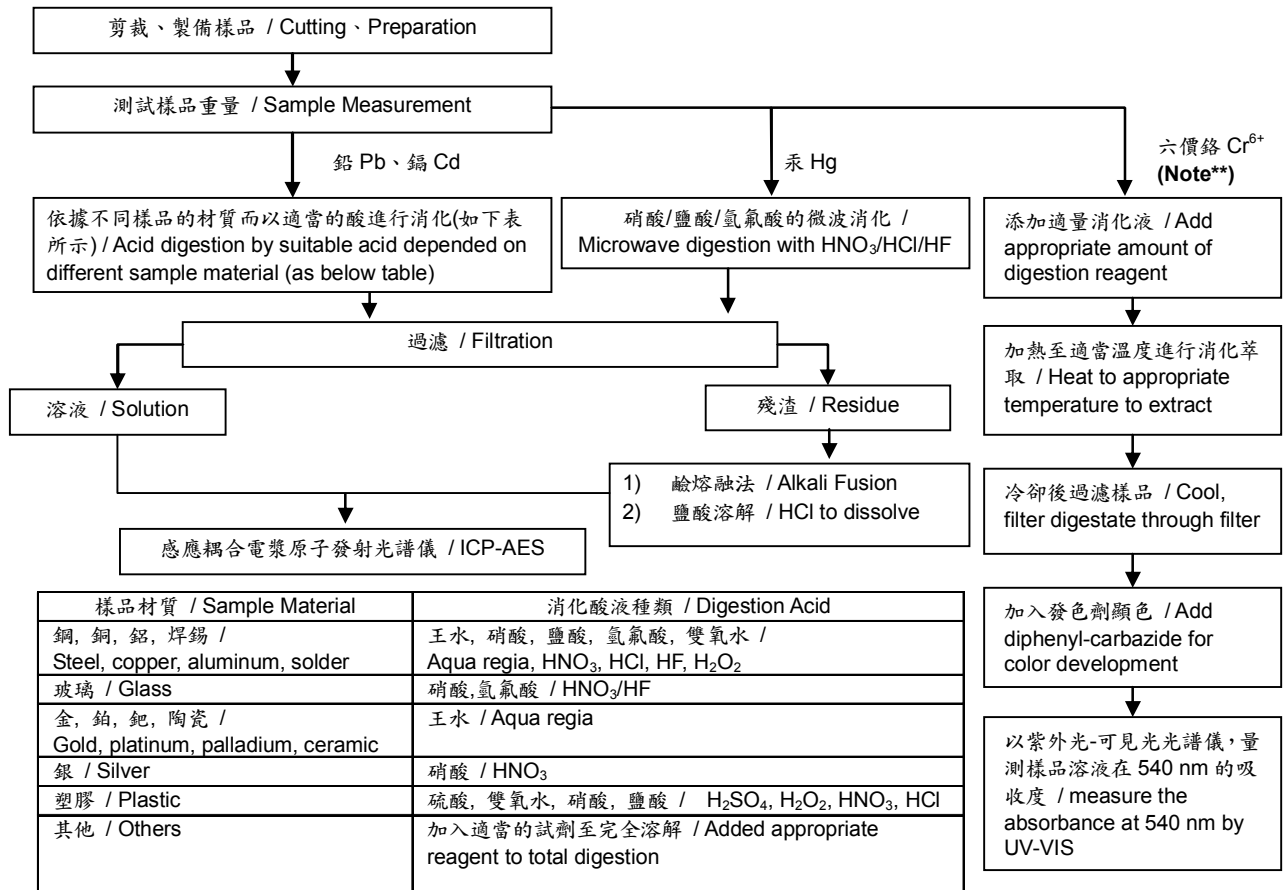 剪裁、製備樣品 / Cutting、Preparation
測試樣品重量 / Sample Measurement
鉛 Pb、鎘 Cd
汞 Hg
六價鉻 Cr⁶⁺
(Note**)
依據不同樣品的材質而以適當的酸進行消化(如下表
所示) / Acid digestion by suitable acid depended on
different sample material (as below table)
硝酸/鹽酸/氫氟酸的微波消化 /
Microwave digestion with HNO₃/HCl/HF
添加適量消化液 / Add
appropriate amount of
digestion reagent
過濾 / Filtration
加熱至適當溫度進行消化萃
取 / Heat to appropriate
temperature to extract
溶液 / Solution
殘渣 / Residue
1) 鹼熔融法 / Alkali Fusion
2) 鹽酸溶解 / HCl to dissolve
冷卻後過濾樣品 / Cool,
filter digestate through filter
感應耦合電漿原子發射光譜儀 / ICP-AES
加入發色劑顯色 / Add
diphenyl-carbazide for
color development
以紫外光-可見光光譜儀，量
測樣品溶液在 540 nm 的吸
收度 / measure the
absorbance at 540 nm by
UV-VIS
樣品材質 / Sample Material 消化酸液種類 / Digestion Acid
鋼, 銅, 鋁, 焊錫 / 王水, 硝酸, 鹽酸, 氫氟酸, 雙氧水 /
Steel, copper, aluminum, solder Aqua regia, HNO₃, HCl, HF, H₂O₂
玻璃 / Glass 硝酸,氫氟酸 / HNO₃/HF
金, 鉑, 鈀, 陶瓷 / 王水 / Aqua regia
Gold, platinum, palladium, ceramic
銀 / Silver 硝酸 / HNO₃
塑膠 / Plastic 硫酸, 雙氧水, 硝酸, 鹽酸 / H₂SO₄, H₂O₂, HNO₃, HCl
其他 / Others 加入適當的試劑至完全溶解 / Added appropriate
reagent to total digestion